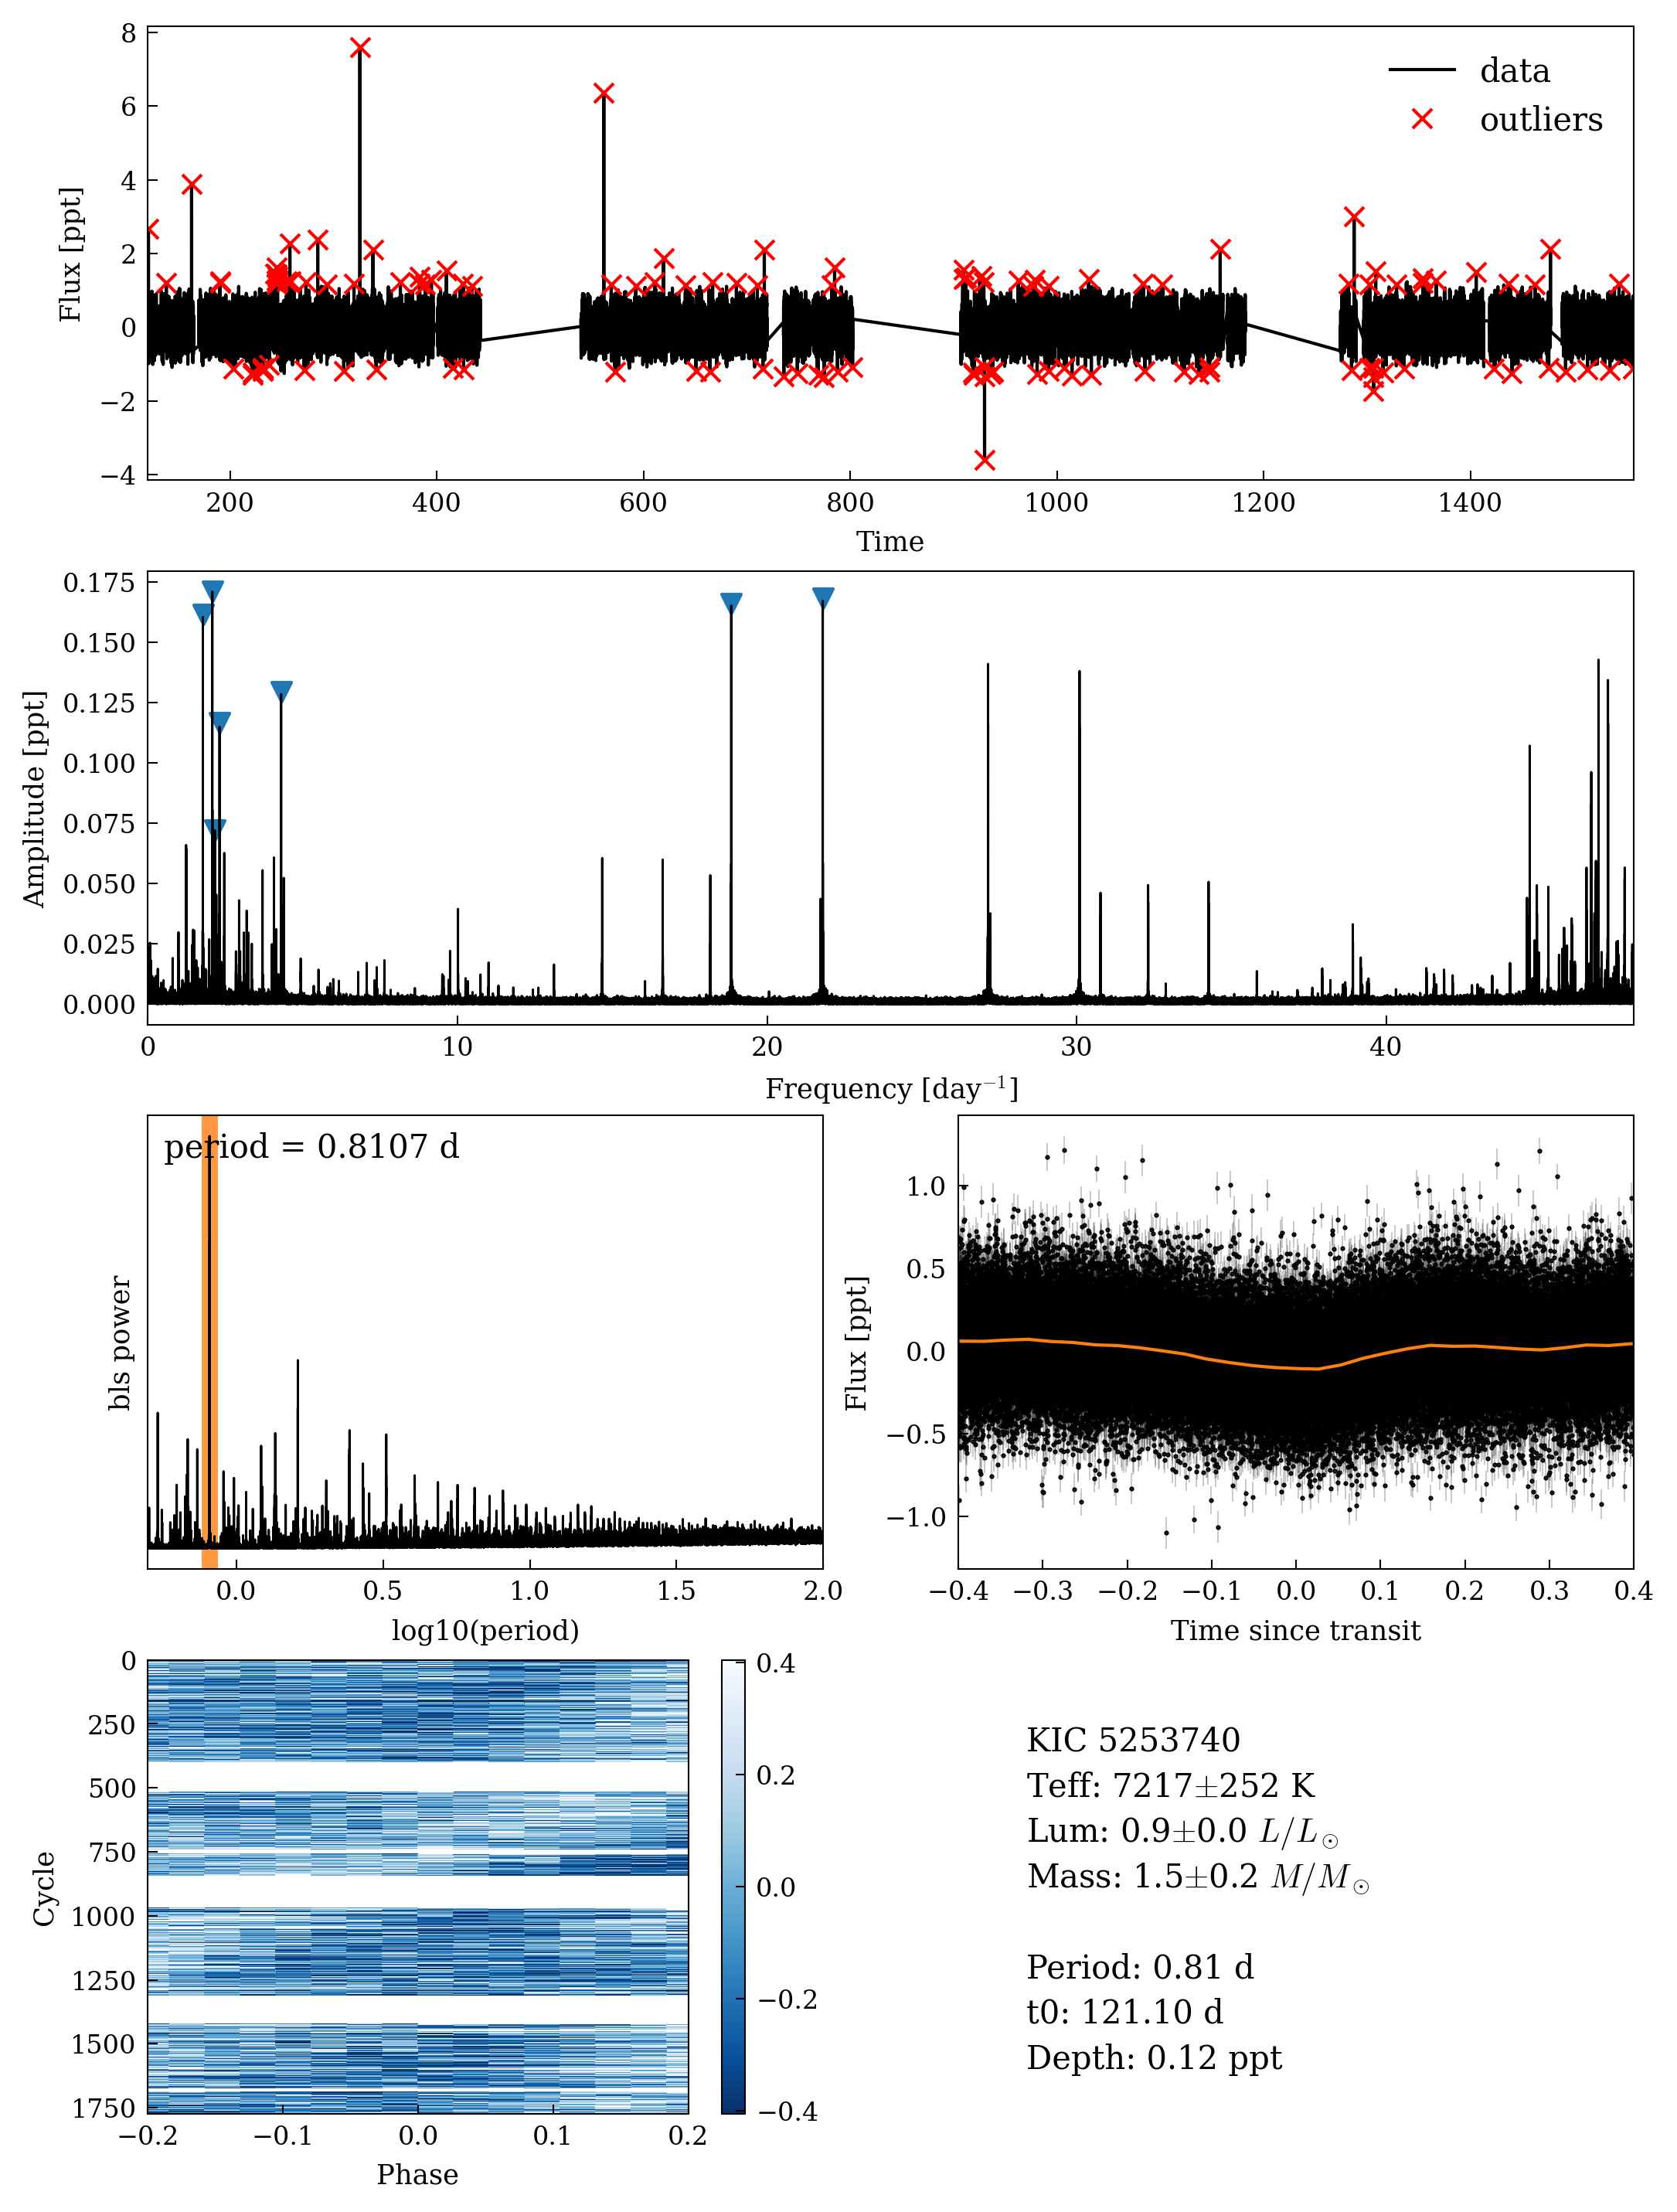 8
6
4
2
0
−2
−4
Flux [ppt]
data
outliers
200 400 600 800 1000 1200 1400
Time
0.175
0.150
0.125
0.100
0.075
0.050
0.025
0.000
Amplitude [ppt]
0 10 20 30 40
Frequency [day⁻¹]
period = 0.8107 d
bls power
0.0 0.5 1.0 1.5 2.0
log10(period)
1.0
0.5
0.0
−0.5
−1.0
Flux [ppt]
−0.4 −0.3 −0.2 −0.1 0.0 0.1 0.2 0.3 0.4
Time since transit
0
250
500
750
1000
1250
1500
1750
Cycle
−0.2 −0.1 0.0 0.1 0.2
Phase
0.4
0.2
0.0
−0.2
−0.4
KIC 5253740
Teff: 7217±252 K
Lum: 0.9±0.0 L/L⊙
Mass: 1.5±0.2 M/M⊙
Period: 0.81 d
t0: 121.10 d
Depth: 0.12 ppt